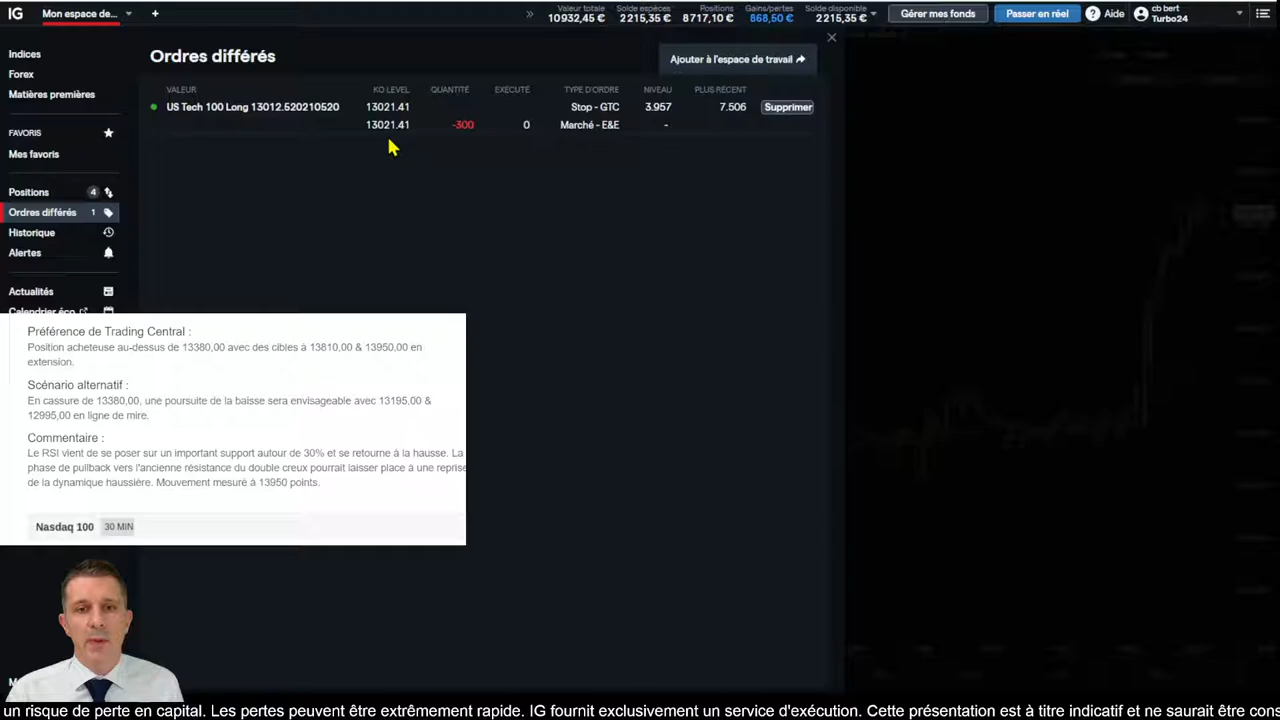 IG Mon espace de... + » Valeur totale Solde espèces Positions Gains/pertes Solde disponible Gérer mes fonds Passer en réel ? Aide cb bert
10932,45 € 2215,35 € 8717,10 € 868,50 € 2215,35 € Turbo24
Indices
Forex
Matières premières
FAVORIS
Mes favoris
Positions 4
Ordres différés 1
Historique
Alertes
Actualités
Calendrier éco
Ordres différés
Ajouter à l'espace de travail
VALEUR KO LEVEL QUANTITÉ EXÉCUTÉ TYPE D'ORDRE NIVEAU PLUS RÉCENT
US Tech 100 Long 13012.520210520 13021.41 Stop - GTC 3.957 7.506 Supprimer
13021.41 -300 0 Marché - E&E -
Préférence de Trading Central :
Position acheteuse au-dessus de 13380,00 avec des cibles à 13810,00 & 13950,00 en
extension.
Scénario alternatif :
En cassure de 13380,00, une poursuite de la baisse sera envisageable avec 13195,00 &
12995,00 en ligne de mire.
Commentaire :
Le RSI vient de se poser sur un important support autour de 30% et se retourne à la hausse. La
phase de pullback vers l'ancienne résistance du double creux pourrait laisser place à une reprise
de la dynamique haussière. Mouvement mesuré à 13950 points.
Nasdaq 100 30 MIN
un risque de perte en capital. Les pertes peuvent être extrêmement rapide. IG fournit exclusivement un service d'exécution. Cette présentation est à titre indicatif et ne saurait être cons